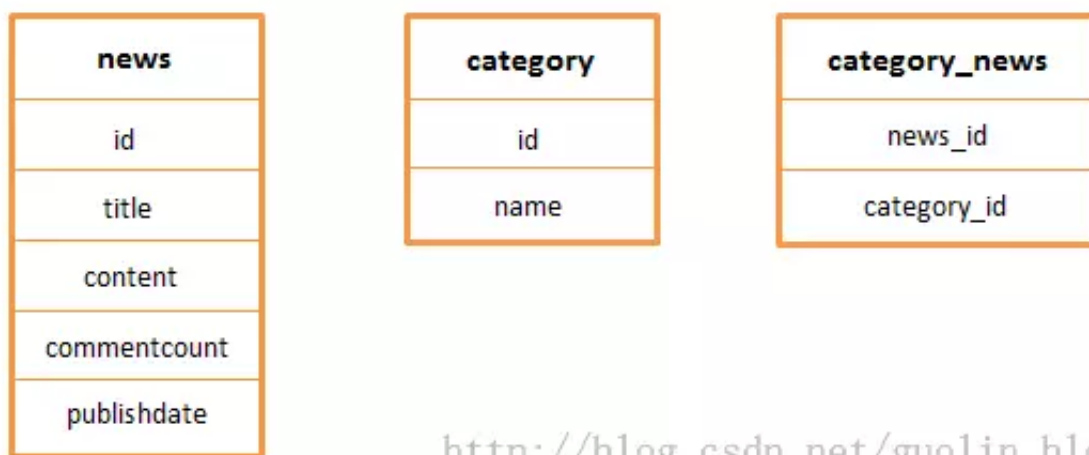 news
id
title
content
commentcount
publishdate
category
id
name
category_news
news_id
category_id